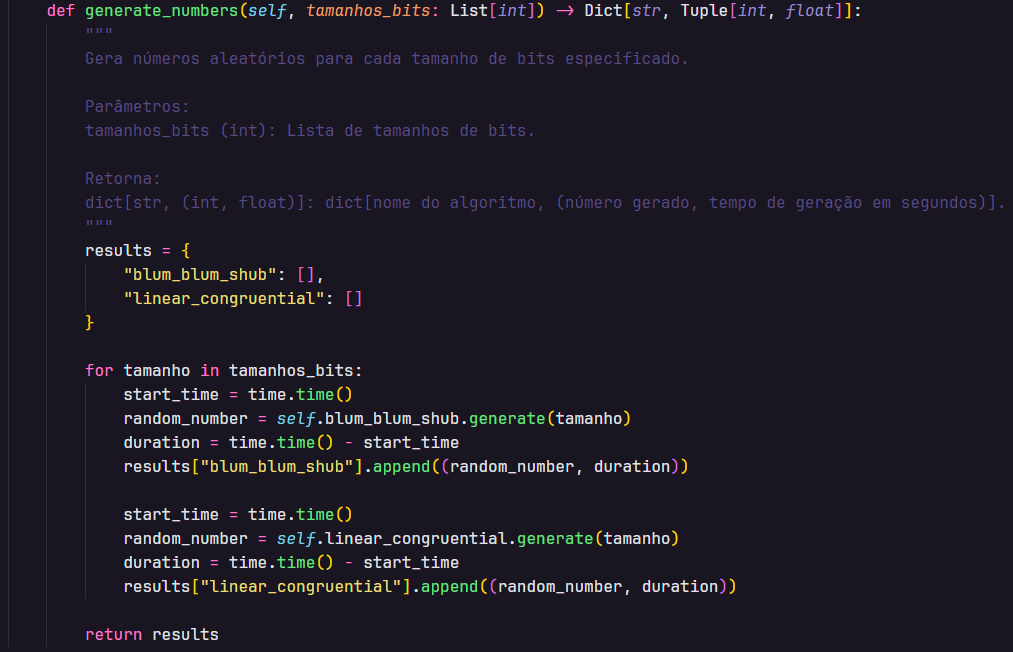 def generate_numbers(self, tamanhos_bits: List[int]) -> Dict[str, Tuple[int, float]]:
    """
    Gera números aleatórios para cada tamanho de bits especificado.

    Parâmetros:
    tamanhos_bits (int): Lista de tamanhos de bits.

    Retorna:
    dict[str, (int, float)]: dict[nome do algoritmo, (número gerado, tempo de geração em segundos)].
    """
    results = {
        "blum_blum_shub": [],
        "linear_congruential": []
    }

    for tamanho in tamanhos_bits:
        start_time = time.time()
        random_number = self.blum_blum_shub.generate(tamanho)
        duration = time.time() - start_time
        results["blum_blum_shub"].append((random_number, duration))

        start_time = time.time()
        random_number = self.linear_congruential.generate(tamanho)
        duration = time.time() - start_time
        results["linear_congruential"].append((random_number, duration))

    return results